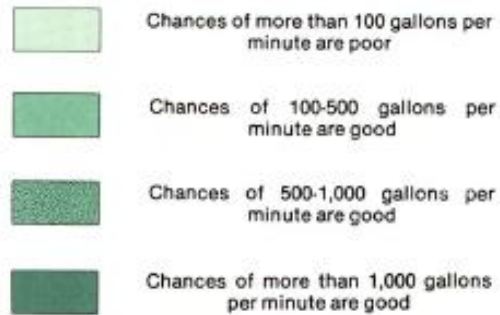 Chances of more than 100 gallons per
minute are poor
Chances of 100-500 gallons per
minute are good
Chances of 500-1,000 gallons per
minute are good
Chances of more than 1,000 gallons
per minute are good